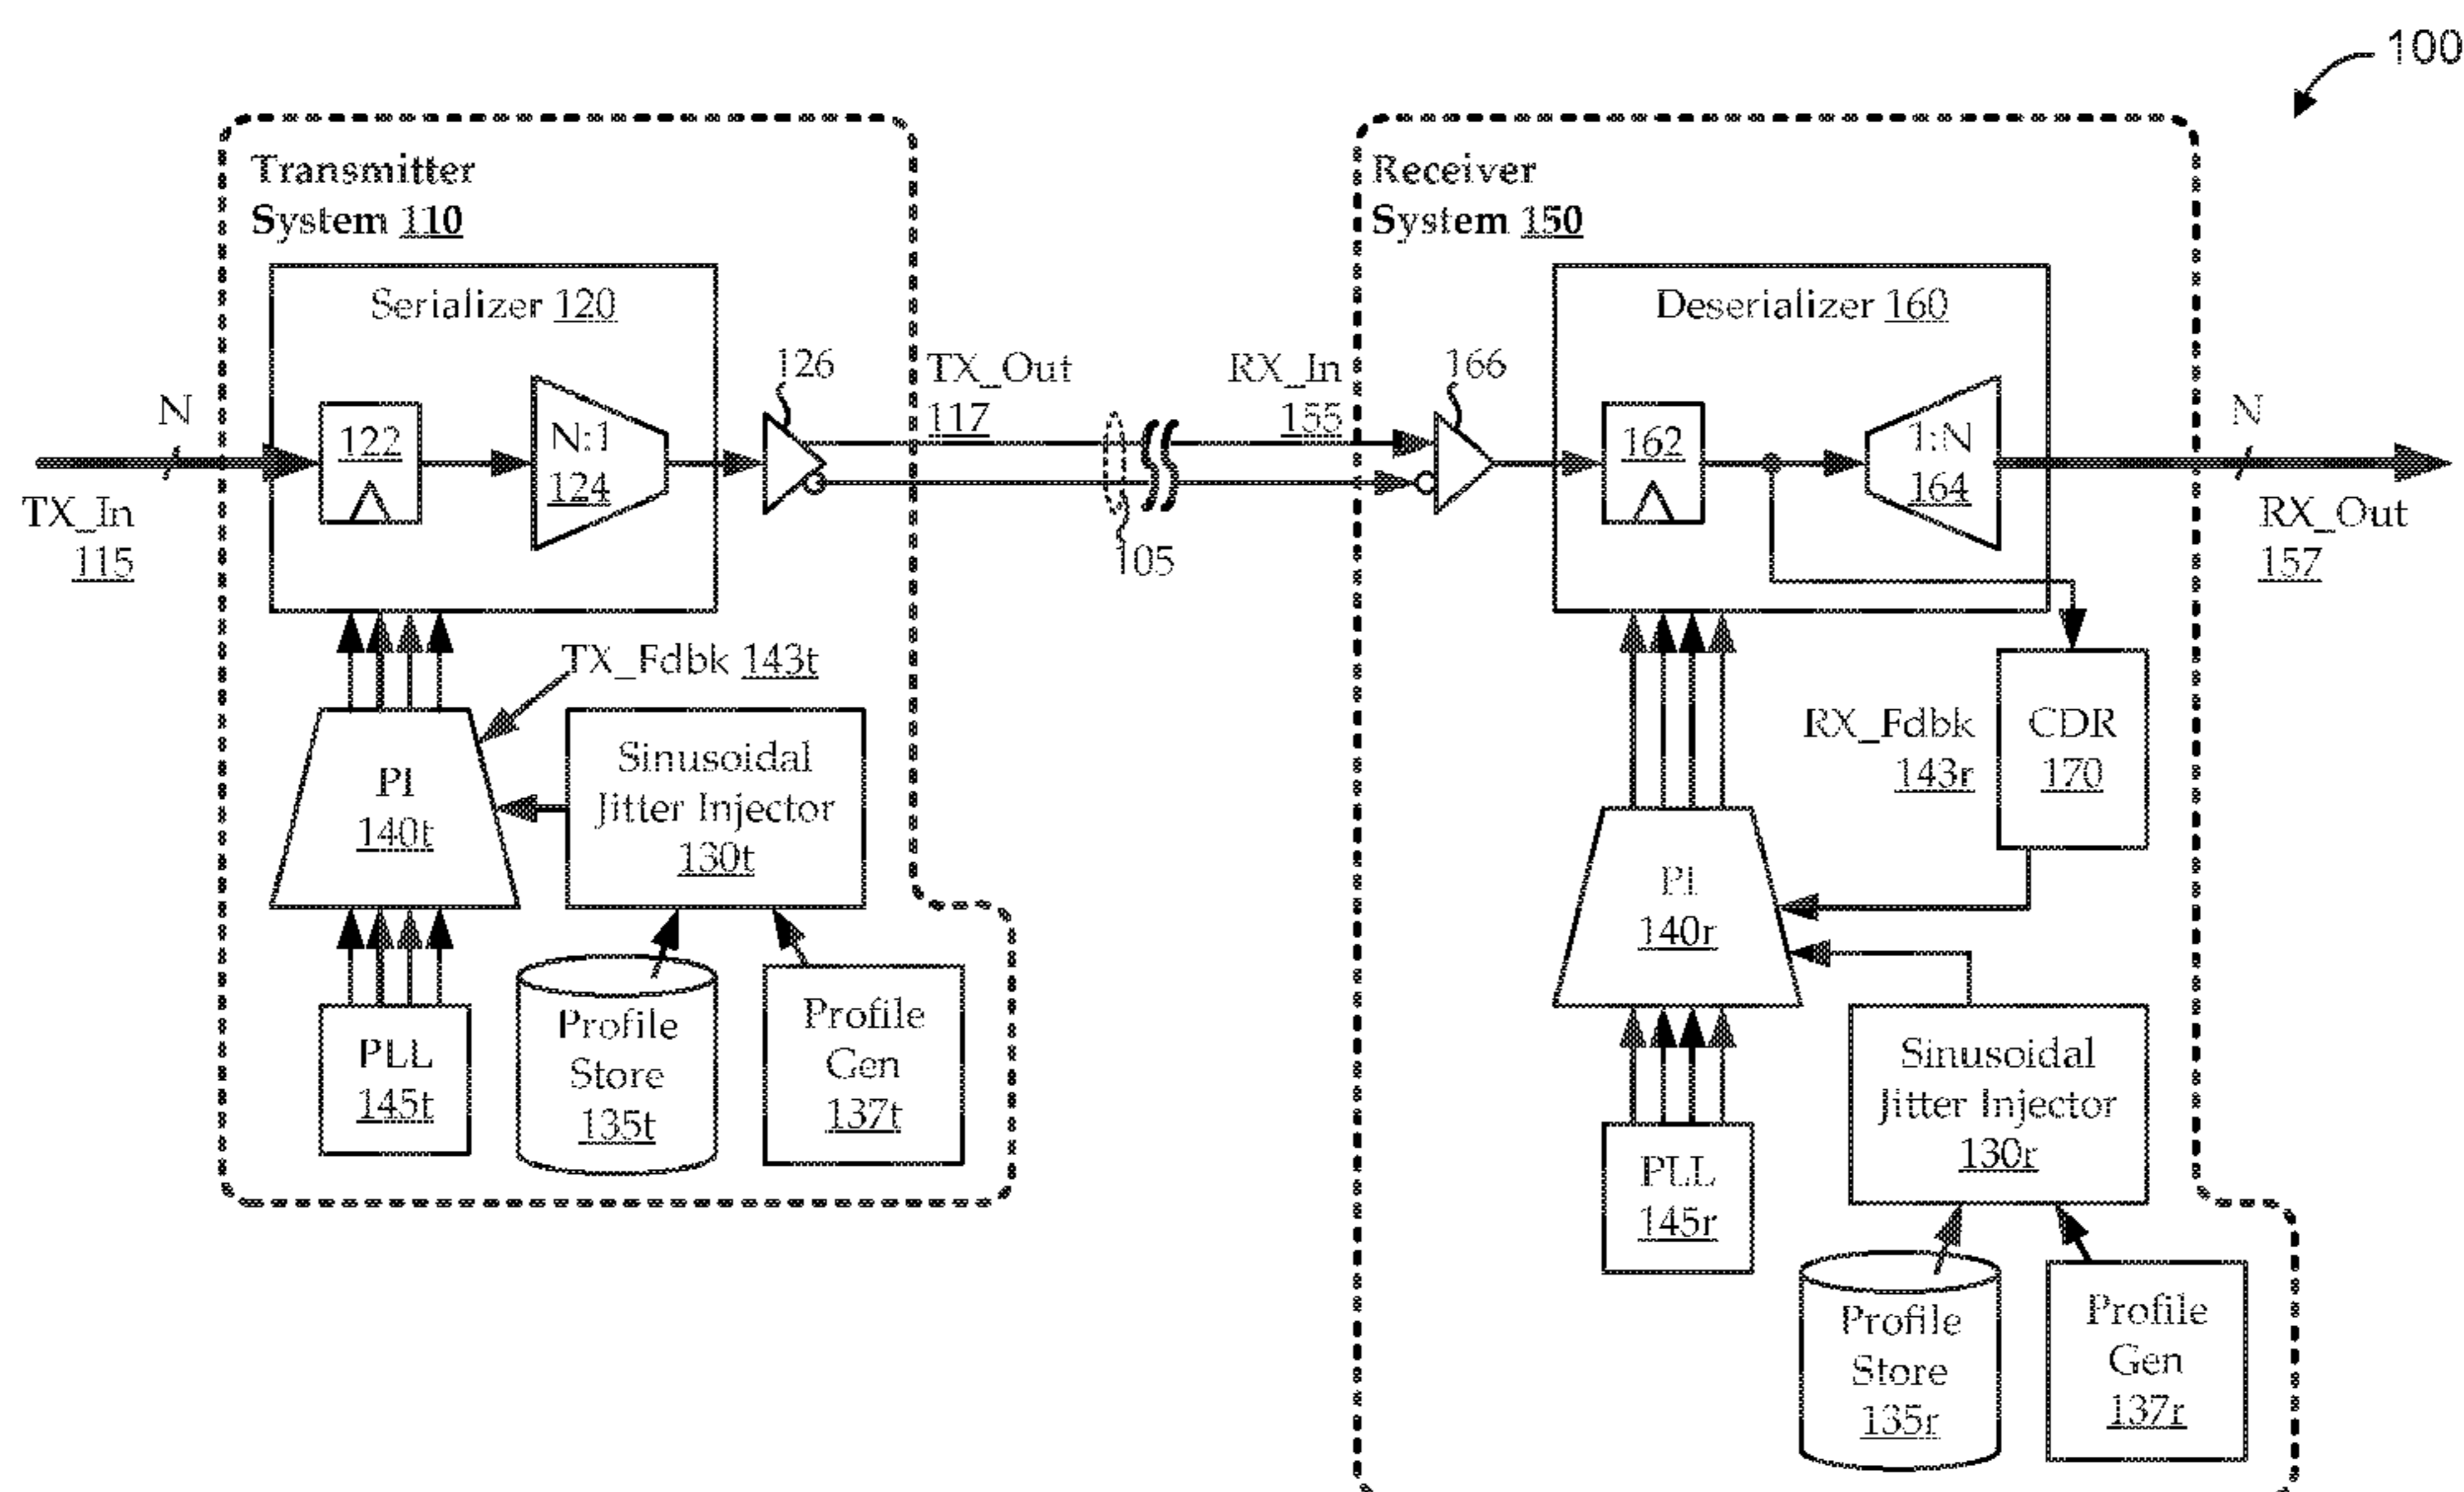 100
Transmitter
System 110
Serializer 120
122
N:1
124
126
N
TX_In
115
TX_Out
117
105
TX_Fdbk 143t
PI
140t
Sinusoidal
Jitter Injector
130t
PLL
145t
Profile
Store
135t
Profile
Gen
137t
Receiver
System 150
RX_In
155
166
Deserializer 160
162
1:N
164
N
RX_Out
157
RX_Fdbk
143r
CDR
170
PI
140r
Sinusoidal
Jitter Injector
130r
PLL
145r
Profile
Store
135r
Profile
Gen
137r